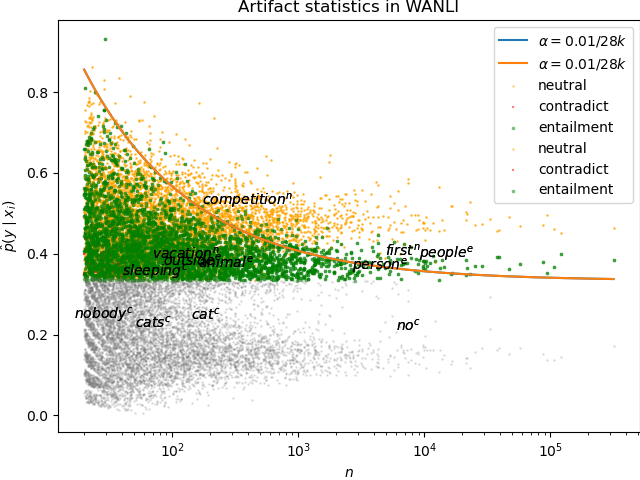 Artifact statistics in WANLI
α = 0.01/28k
α = 0.01/28k
neutral
contradict
entailment
neutral
contradict
entailment
0.8
0.6
0.4
0.2
0.0
p̂(y | xᵢ)
competitionⁿ
vacationⁿ
animalᵉ
sleepingᵗ
firstⁿ
peopleᵉ
personᵉ
nobodyᶜ
catsᶜ
catᶜ
noᶜ
10²
10³
10⁴
10⁵
n